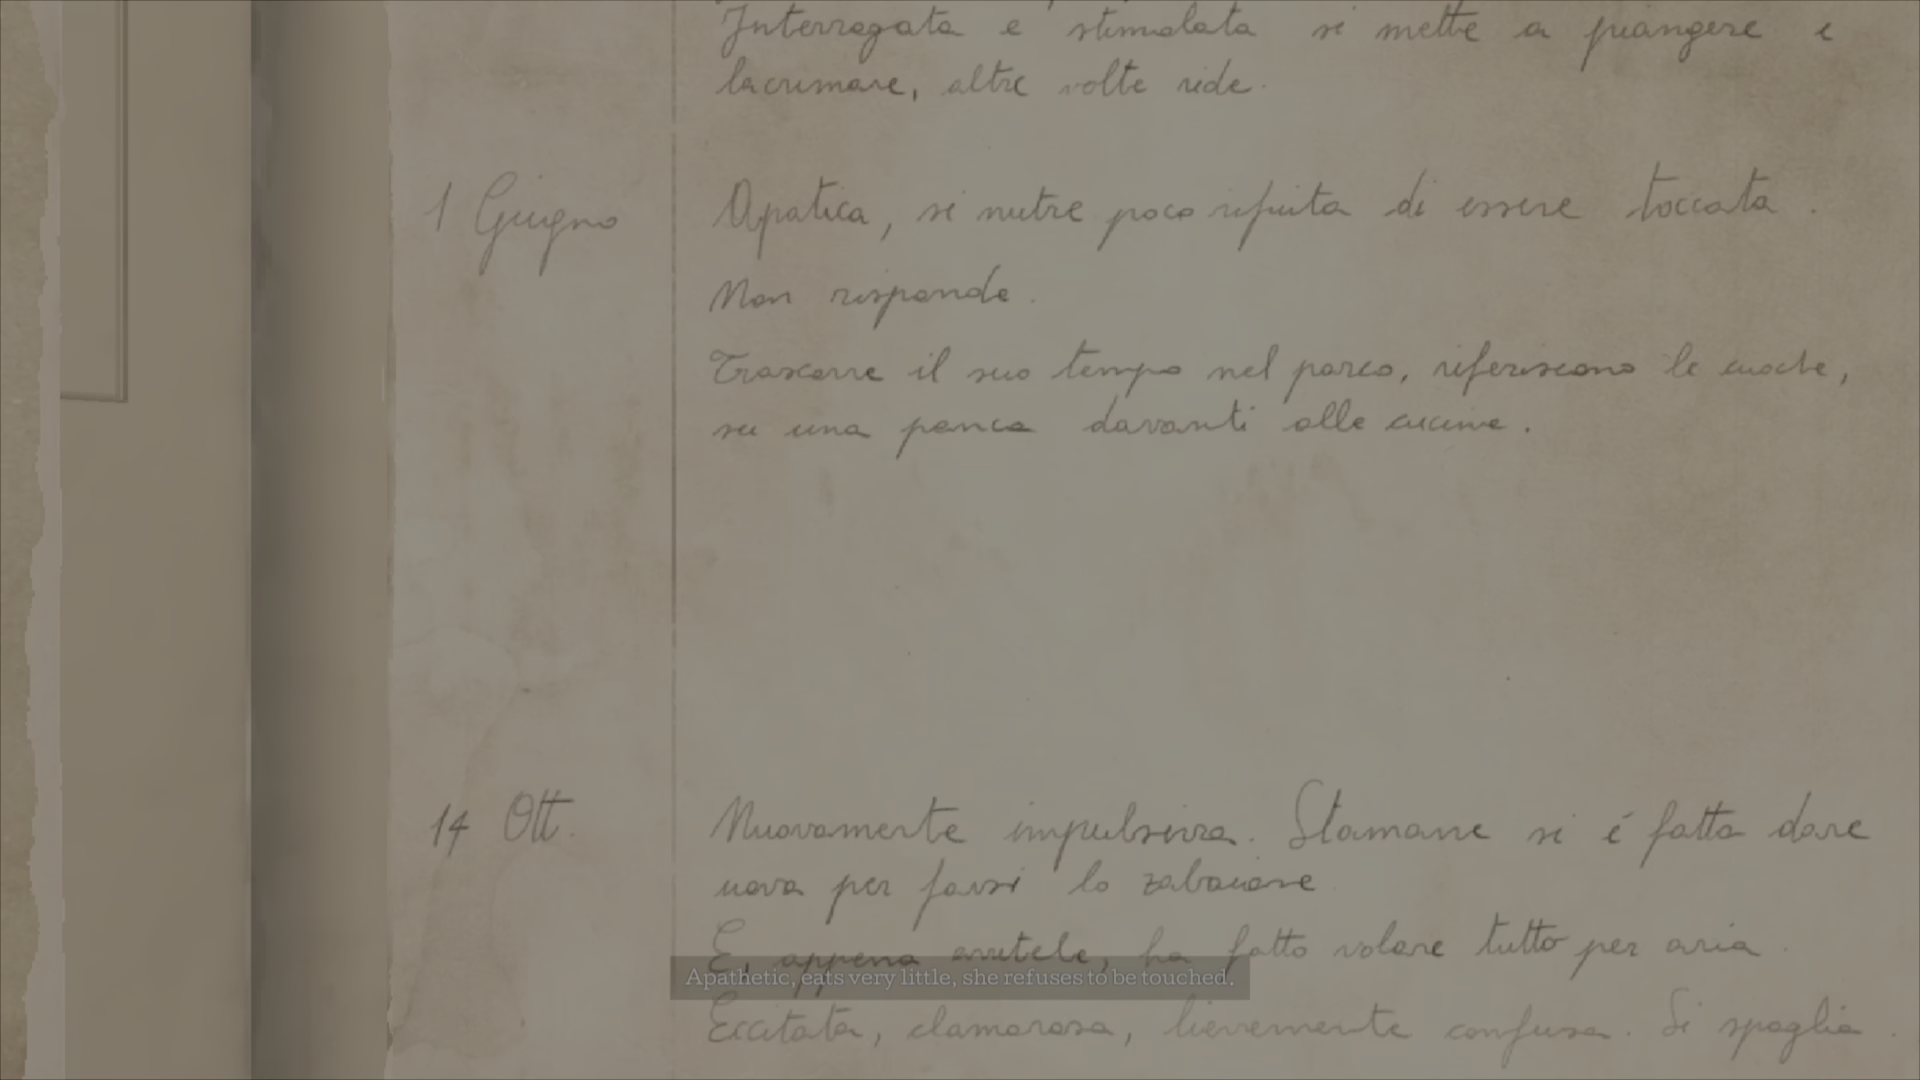 Interrogata e stimolata si mette a piangere e
lacrimare, altre volte ride.
1 Giugno
Apatica, si nutre poco rifiuta di essere toccata.
Non risponde.
Trascorre il suo tempo nel parco, riferiscono le cuoche,
su una panca davanti alle cucine.
14 Ott.
Nuovamente impulsiva. Stamane si é fatta dare
uova per farsi lo zabaione
E, appena avutele, ha fatto volare tutto per aria
Apathetic, eats very little, she refuses to be touched.
Eccitata, clamorosa, lievemente confusa. Si spoglia.